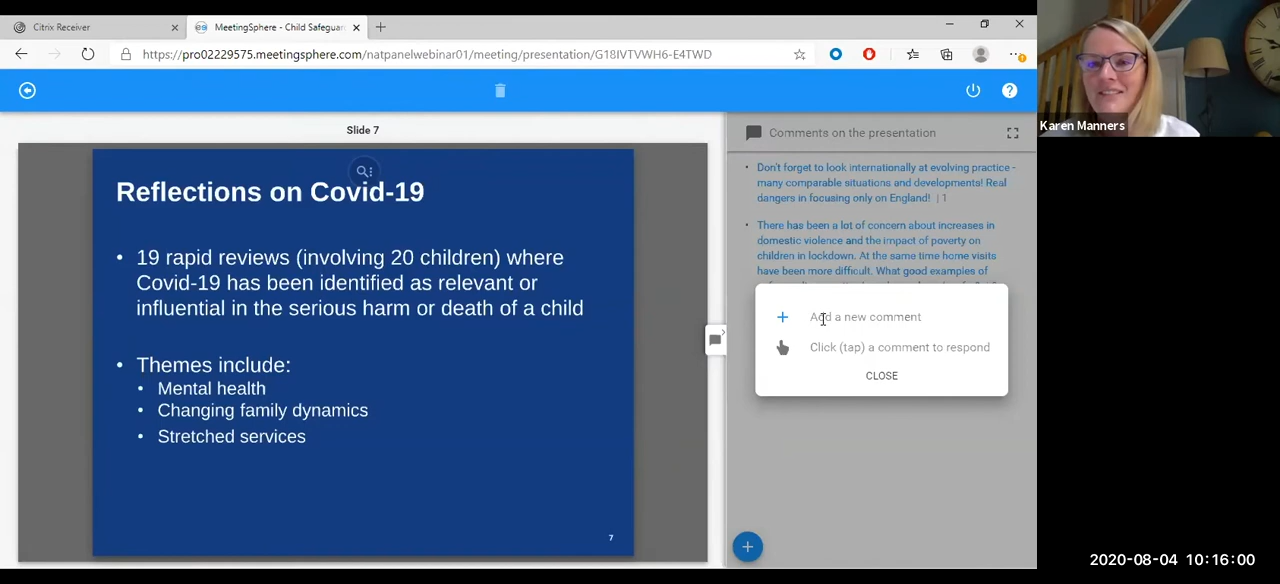 Citrix Receiver
MeetingSphere - Child Safeguar
https://pro02229575.meetingsphere.com/natpanelwebinar01/meeting/presentation/G18IVTVWH6-E4TWD
Slide 7
Reflections on Covid-19
• 19 rapid reviews (involving 20 children) where
Covid-19 has been identified as relevant or
influential in the serious harm or death of a child
• Themes include:
• Mental health
• Changing family dynamics
• Stretched services
7
Comments on the presentation
• Don't forget to look internationally at evolving practice -
many comparable situations and developments! Real
dangers in focusing only on England! | 1
• There has been a lot of concern about increases in
domestic violence and the impact of poverty on
children in lockdown. At the same time home visits
have been more difficult. What good examples of
Add a new comment
Click (tap) a comment to respond
CLOSE
Karen Manners
2020-08-04 10:16:00